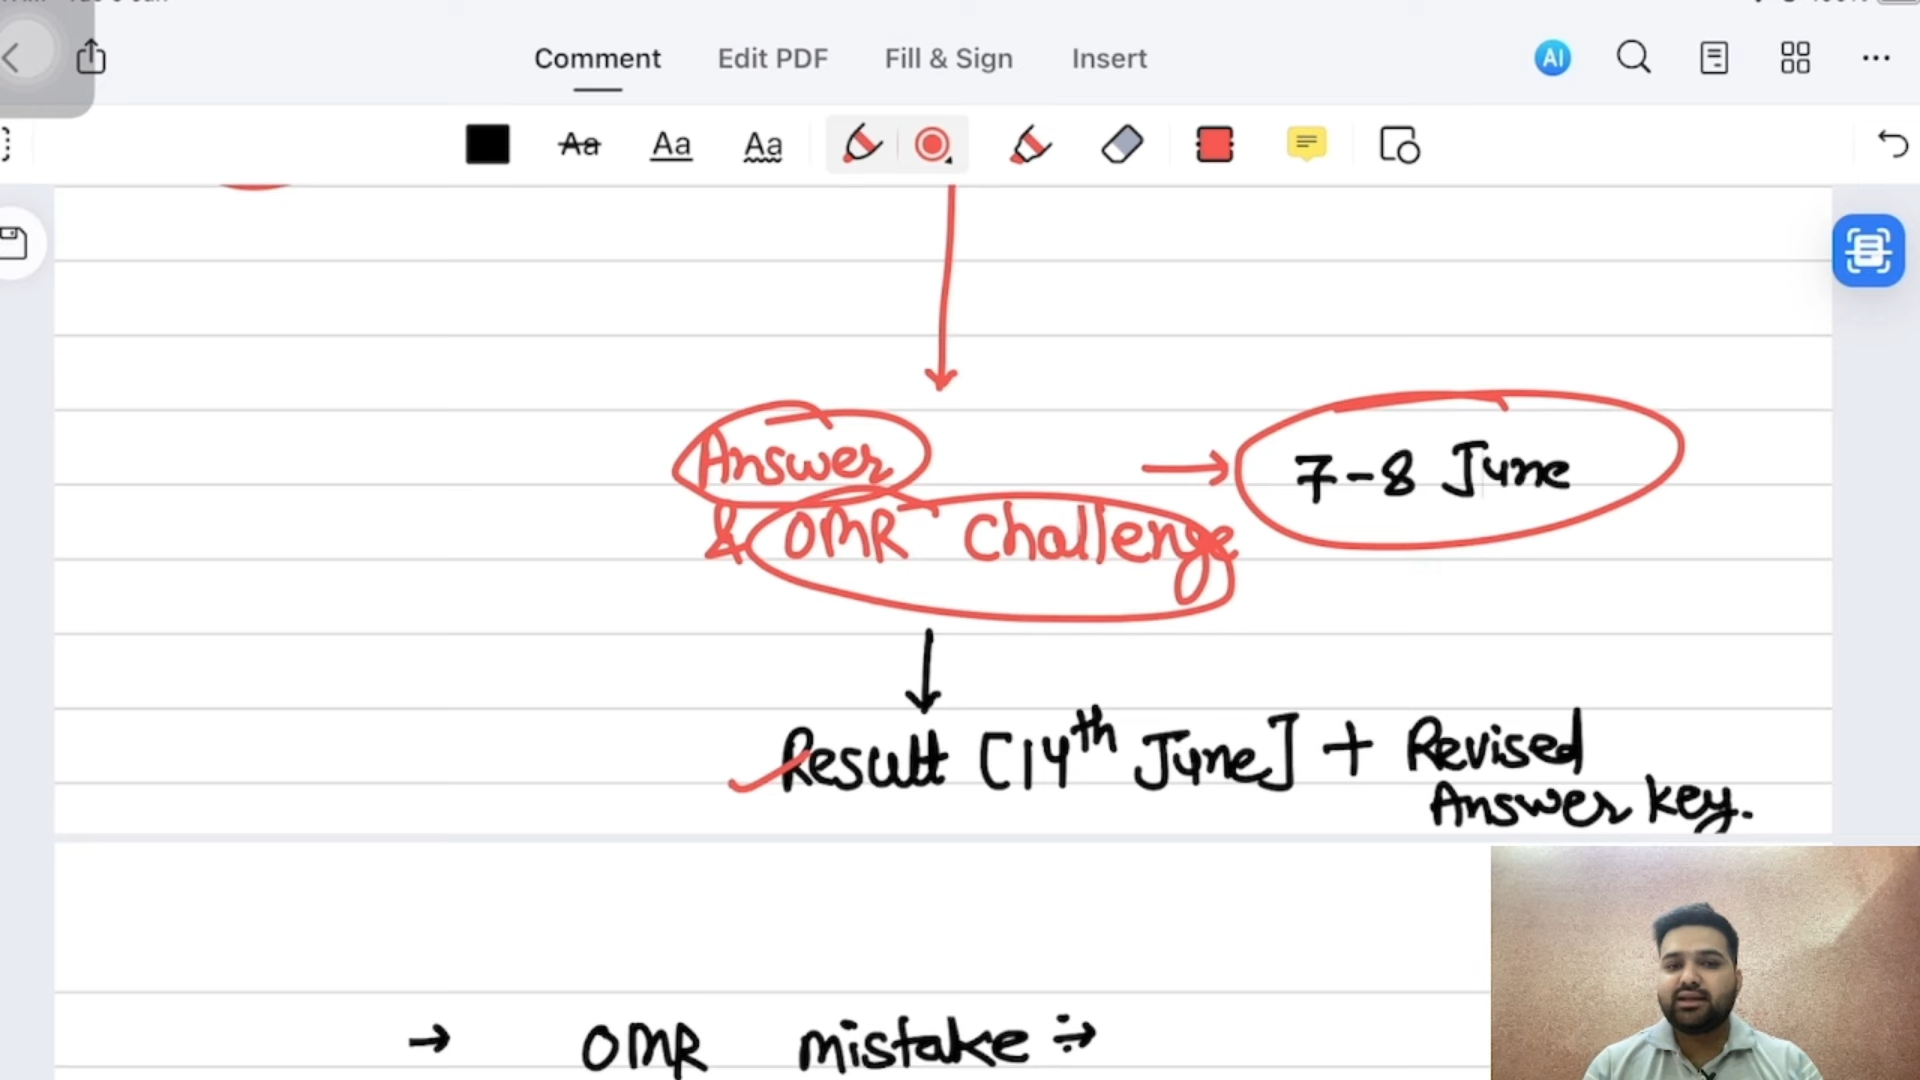 Comment Edit PDF Fill & Sign Insert AI
Aa Aa Aa
Answer → 7-8 June
& OMR Challenge
Result [14th June] + Revised
Answer key.
→ OMR mistake :→